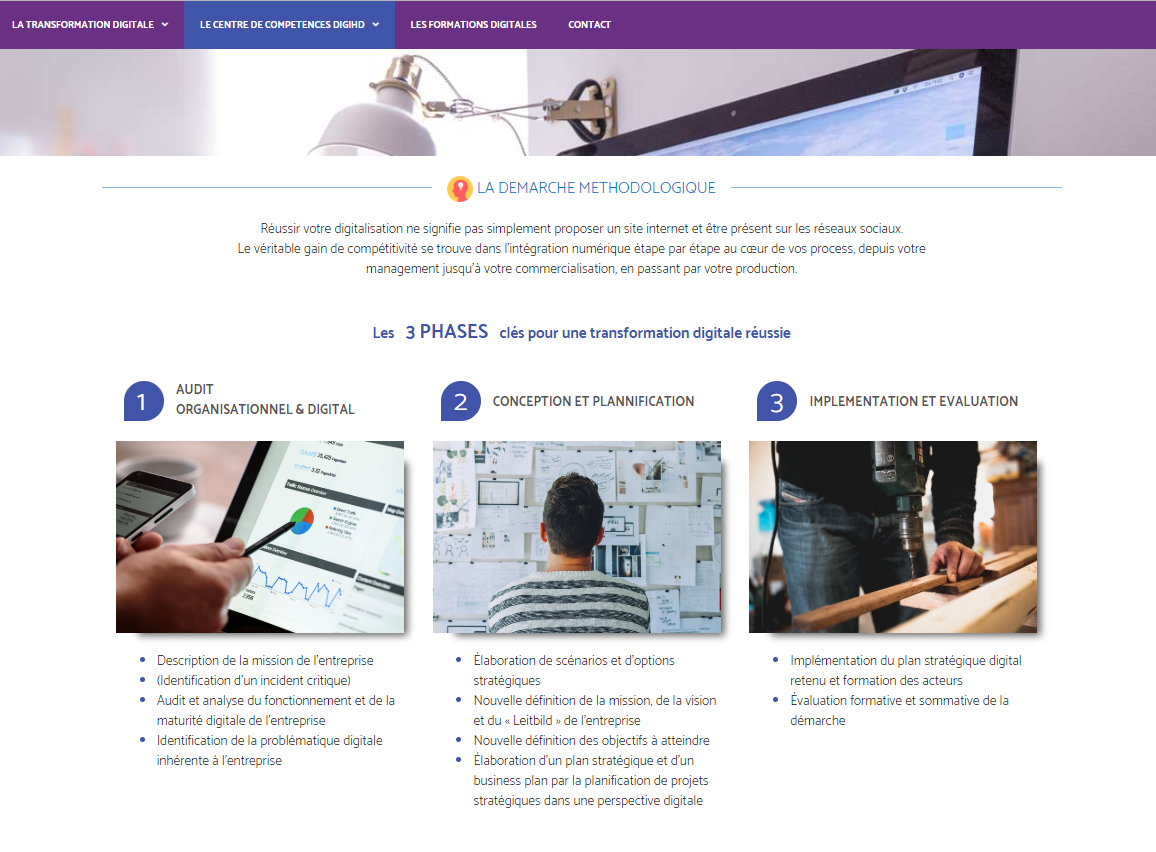 LA TRANSFORMATION DIGITALE
LE CENTRE DE COMPETENCES DIGIHD
LES FORMATIONS DIGITALES
CONTACT
LA DEMARCHE METHODOLOGIQUE
Réussir votre digitalisation ne signifie pas simplement proposer un site internet et être présent sur les réseaux sociaux.
Le véritable gain de compétitivité se trouve dans l'intégration numérique étape par étape au cœur de vos process, depuis votre
management jusqu'à votre commercialisation, en passant par votre production.
Les 3 PHASES clés pour une transformation digitale réussie
1
AUDIT
ORGANISATIONNEL & DIGITAL
Traffic Sources Overview
• Description de la mission de l'entreprise
• (Identification d'un incident critique)
• Audit et analyse du fonctionnement et de la
maturité digitale de l'entreprise
• Identification de la problématique digitale
inhérente à l'entreprise
2
CONCEPTION ET PLANNIFICATION
• Élaboration de scénarios et d'options
stratégiques
• Nouvelle définition de la mission, de la vision
et du « Leitbild » de l'entreprise
• Nouvelle définition des objectifs à atteindre
• Élaboration d'un plan stratégique et d'un
business plan par la planification de projets
stratégiques dans une perspective digitale
3
IMPLEMENTATION ET EVALUATION
• Implémentation du plan stratégique digital
retenu et formation des acteurs
• Évaluation formative et sommative de la
démarche